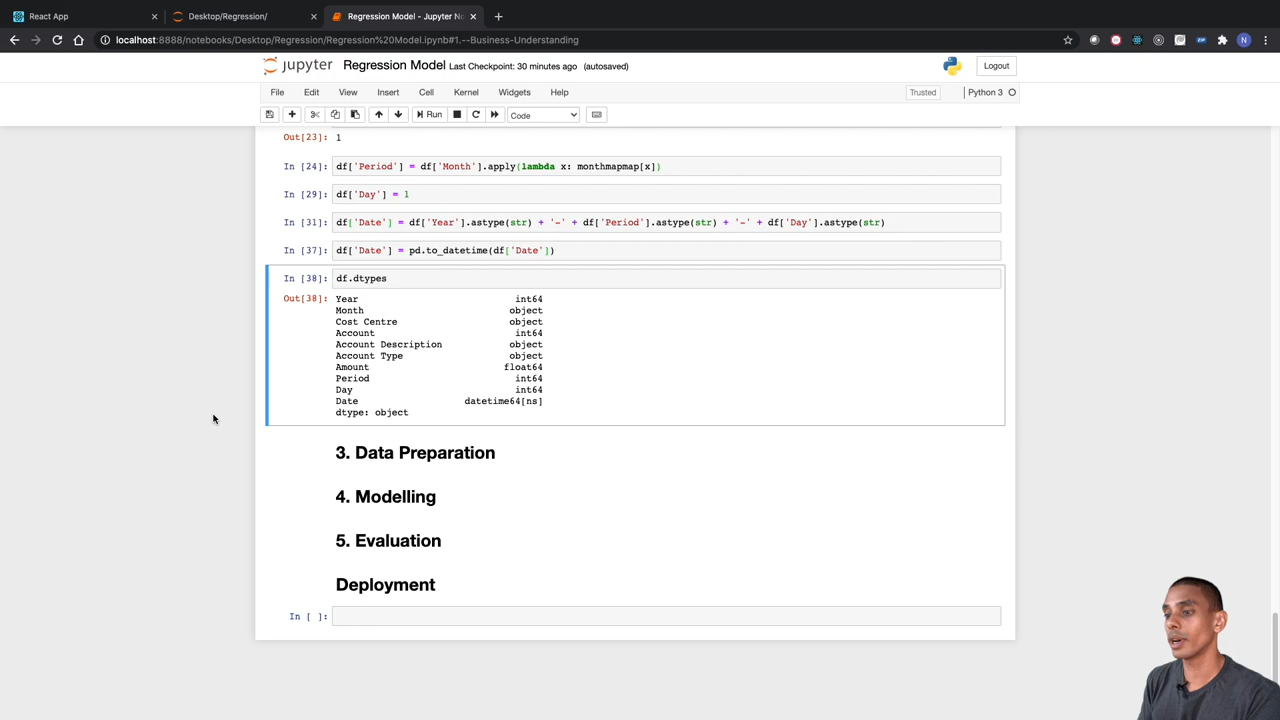 React App
Desktop/Regression/
Regression Model - Jupyter No
localhost:8888/notebooks/Desktop/Regression/Regression%20Model.ipynb#1.--Business-Understanding
jupyter Regression Model Last Checkpoint: 30 minutes ago (autosaved)
Logout
File Edit View Insert Cell Kernel Widgets Help
Trusted
Python 3
Run
Code
Out[23]: 1
In [24]: df['Period'] = df['Month'].apply(lambda x: monthmapmap[x])
In [29]: df['Day'] = 1
In [31]: df['Date'] = df['Year'].astype(str) + '-' + df['Period'].astype(str) + '-' + df['Day'].astype(str)
In [37]: df['Date'] = pd.to_datetime(df['Date'])
In [38]: df.dtypes
Out[38]: Year int64
Month object
Cost Centre object
Account int64
Account Description object
Account Type object
Amount float64
Period int64
Day int64
Date datetime64[ns]
dtype: object
3. Data Preparation
4. Modelling
5. Evaluation
Deployment
In [ ]: